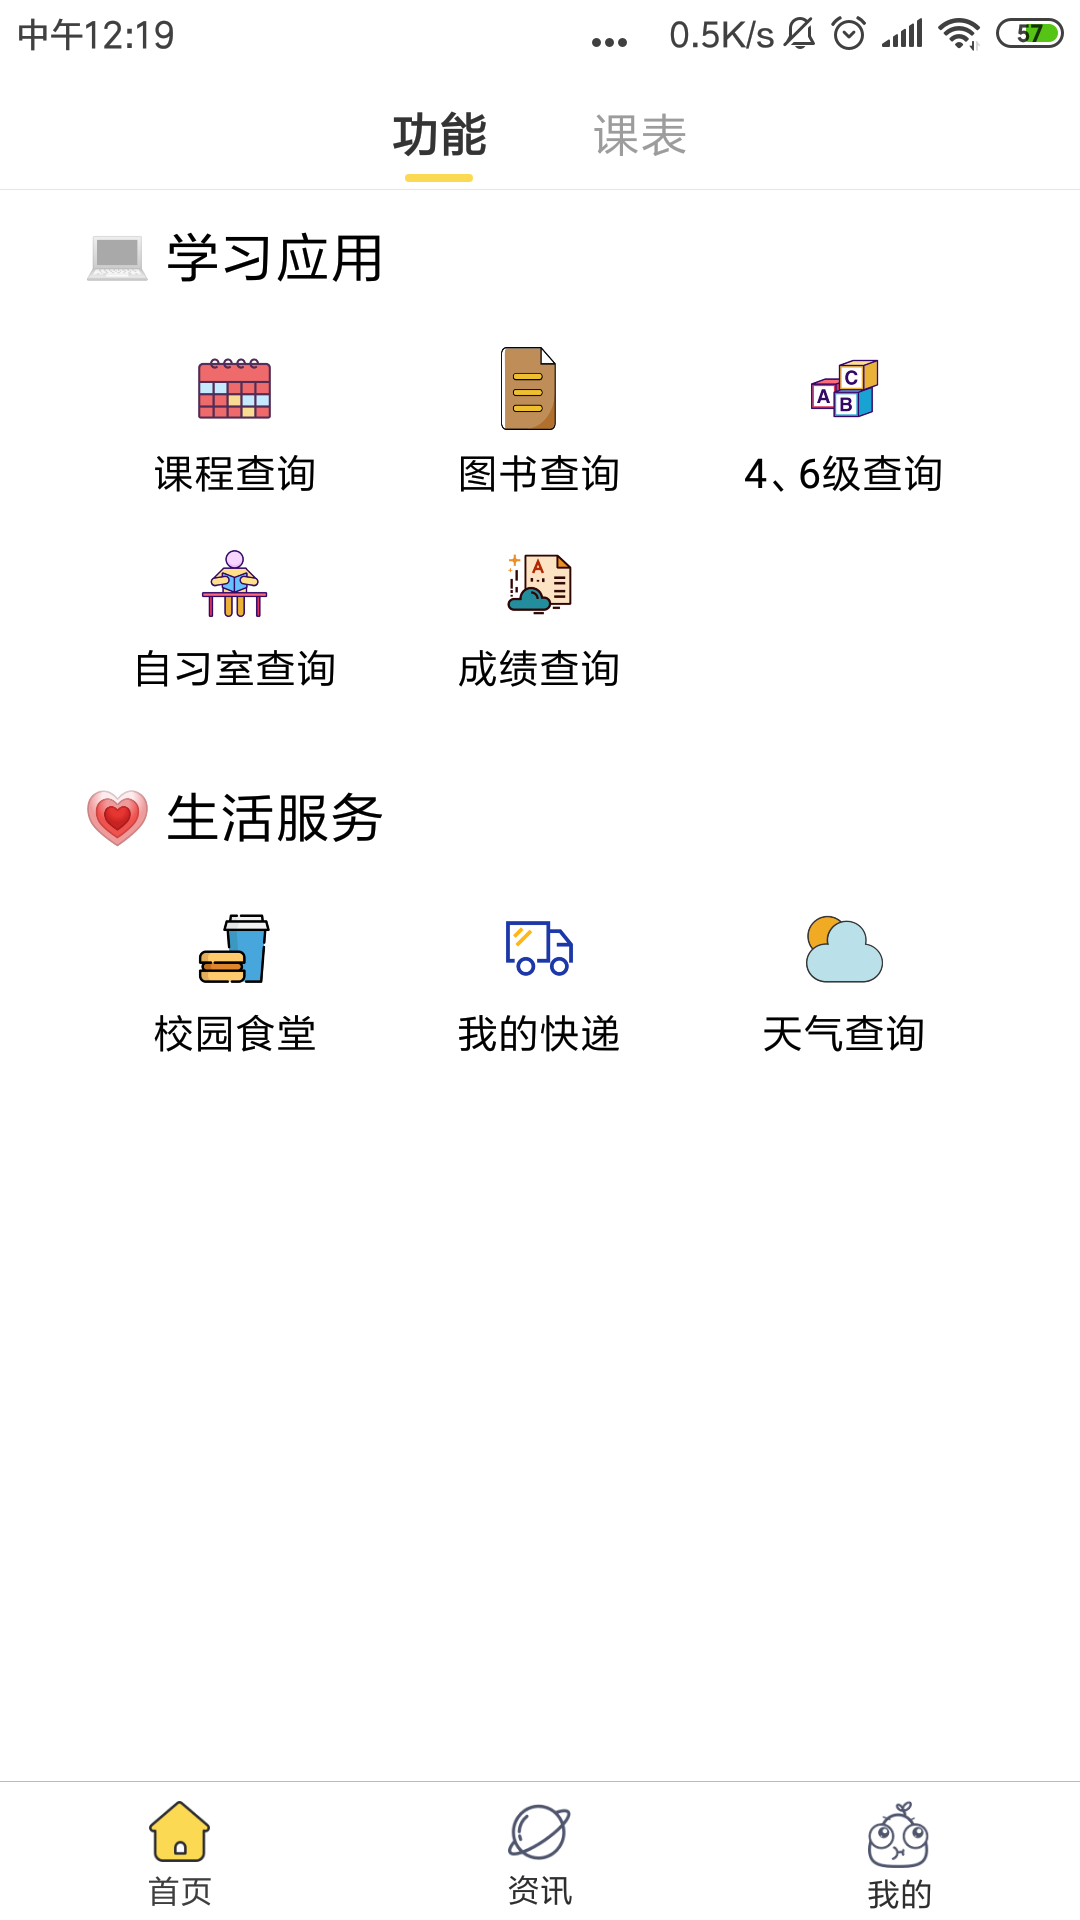 中午12:19 ... 0.5K/s 57
功能 课表
学习应用
C
A B
课程查询 图书查询 4、6级查询
A
自习室查询 成绩查询
生活服务
校园食堂 我的快递 天气查询
首页 资讯 我的